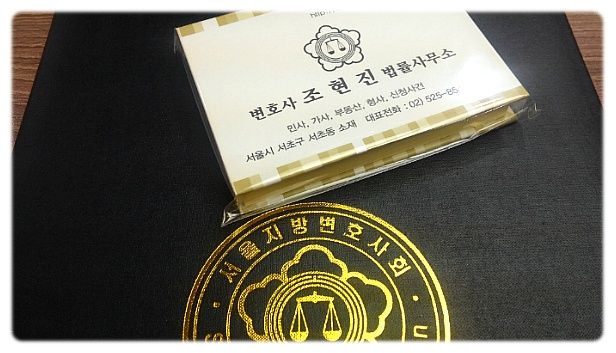 변호사 조현진 법률사무소
민사, 가사, 부동산, 형사, 신청사건
서울시 서초구 서초동 소재 대표전화 : 02) 525-85
· 서울지방변호사회 ·